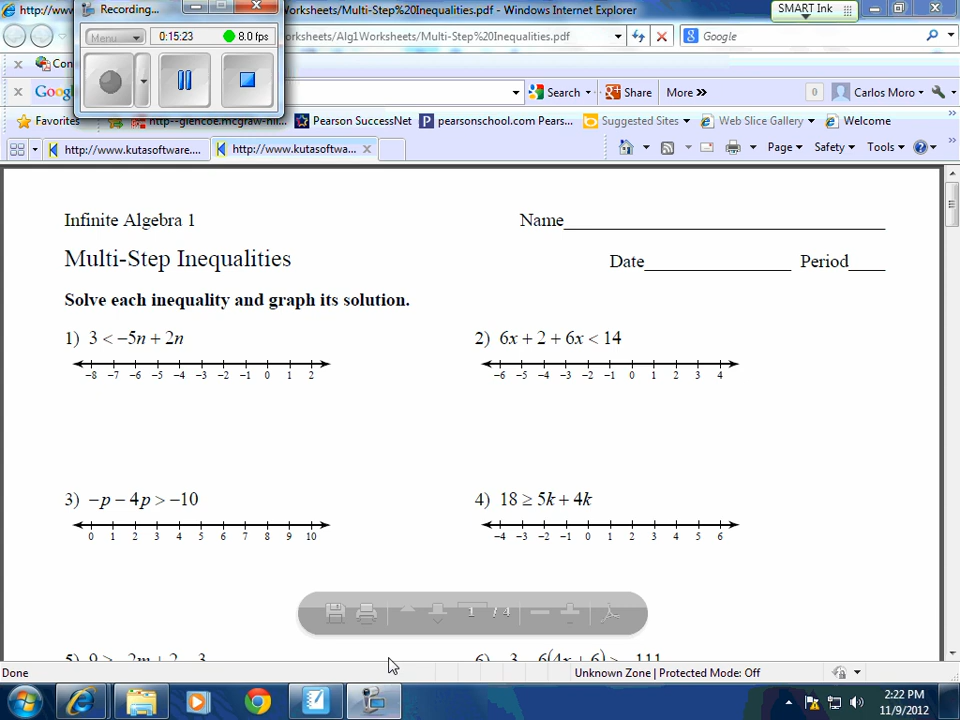 Recording...
http://www.
Worksheets/Multi-Step%20Inequalities.pdf - Windows Internet Explorer
SMART Ink
Menu
0:15:23
8.0 fps
Worksheets/Alg1Worksheets/Multi-Step%20Inequalities.pdf
Google
Search
Share
More »
0
Carlos Moro
Favorites
Pearson SuccessNet
pearsonschool.com Pears...
Suggested Sites
Web Slice Gallery
Welcome
http://www.kutasoftware....
http://www.kutasoftwa...
Page
Safety
Tools
Infinite Algebra 1
Name
Multi-Step Inequalities
Date
Period
Solve each inequality and graph its solution.
1) 3 < −5n + 2n
2) 6x + 2 + 6x < 14
−8 −7 −6 −5 −4 −3 −2 −1 0 1 2
−6 −5 −4 −3 −2 −1 0 1 2 3 4
3) −p − 4p > −10
4) 18 ≥ 5k + 4k
0 1 2 3 4 5 6 7 8 9 10
−4 −3 −2 −1 0 1 2 3 4 5 6
1 / 4
Done
Unknown Zone | Protected Mode: Off
2:22 PM
11/9/2012